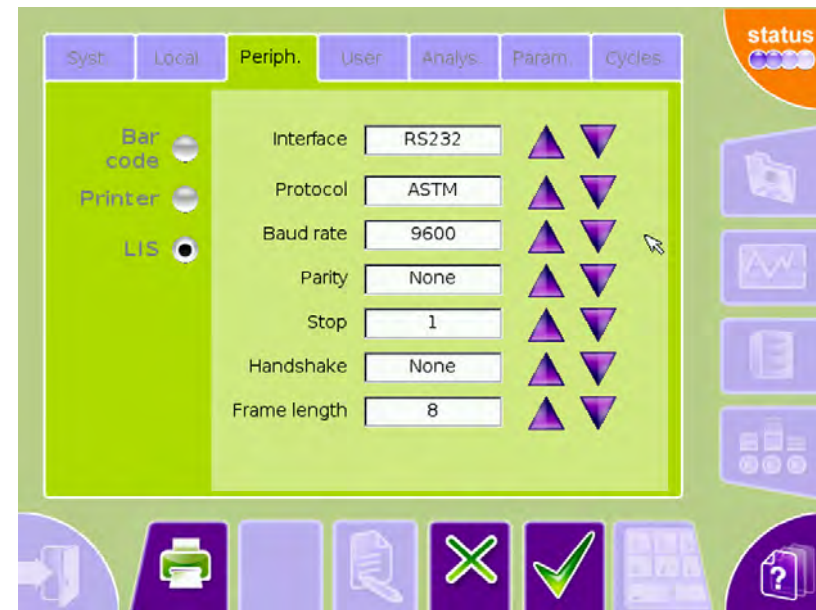 status
Syst. Local Periph. User Analys. Param. Cycles
Bar code
Printer
LIS
Interface RS232
Protocol ASTM
Baud rate 9600
Parity None
Stop 1
Handshake None
Frame length 8
?